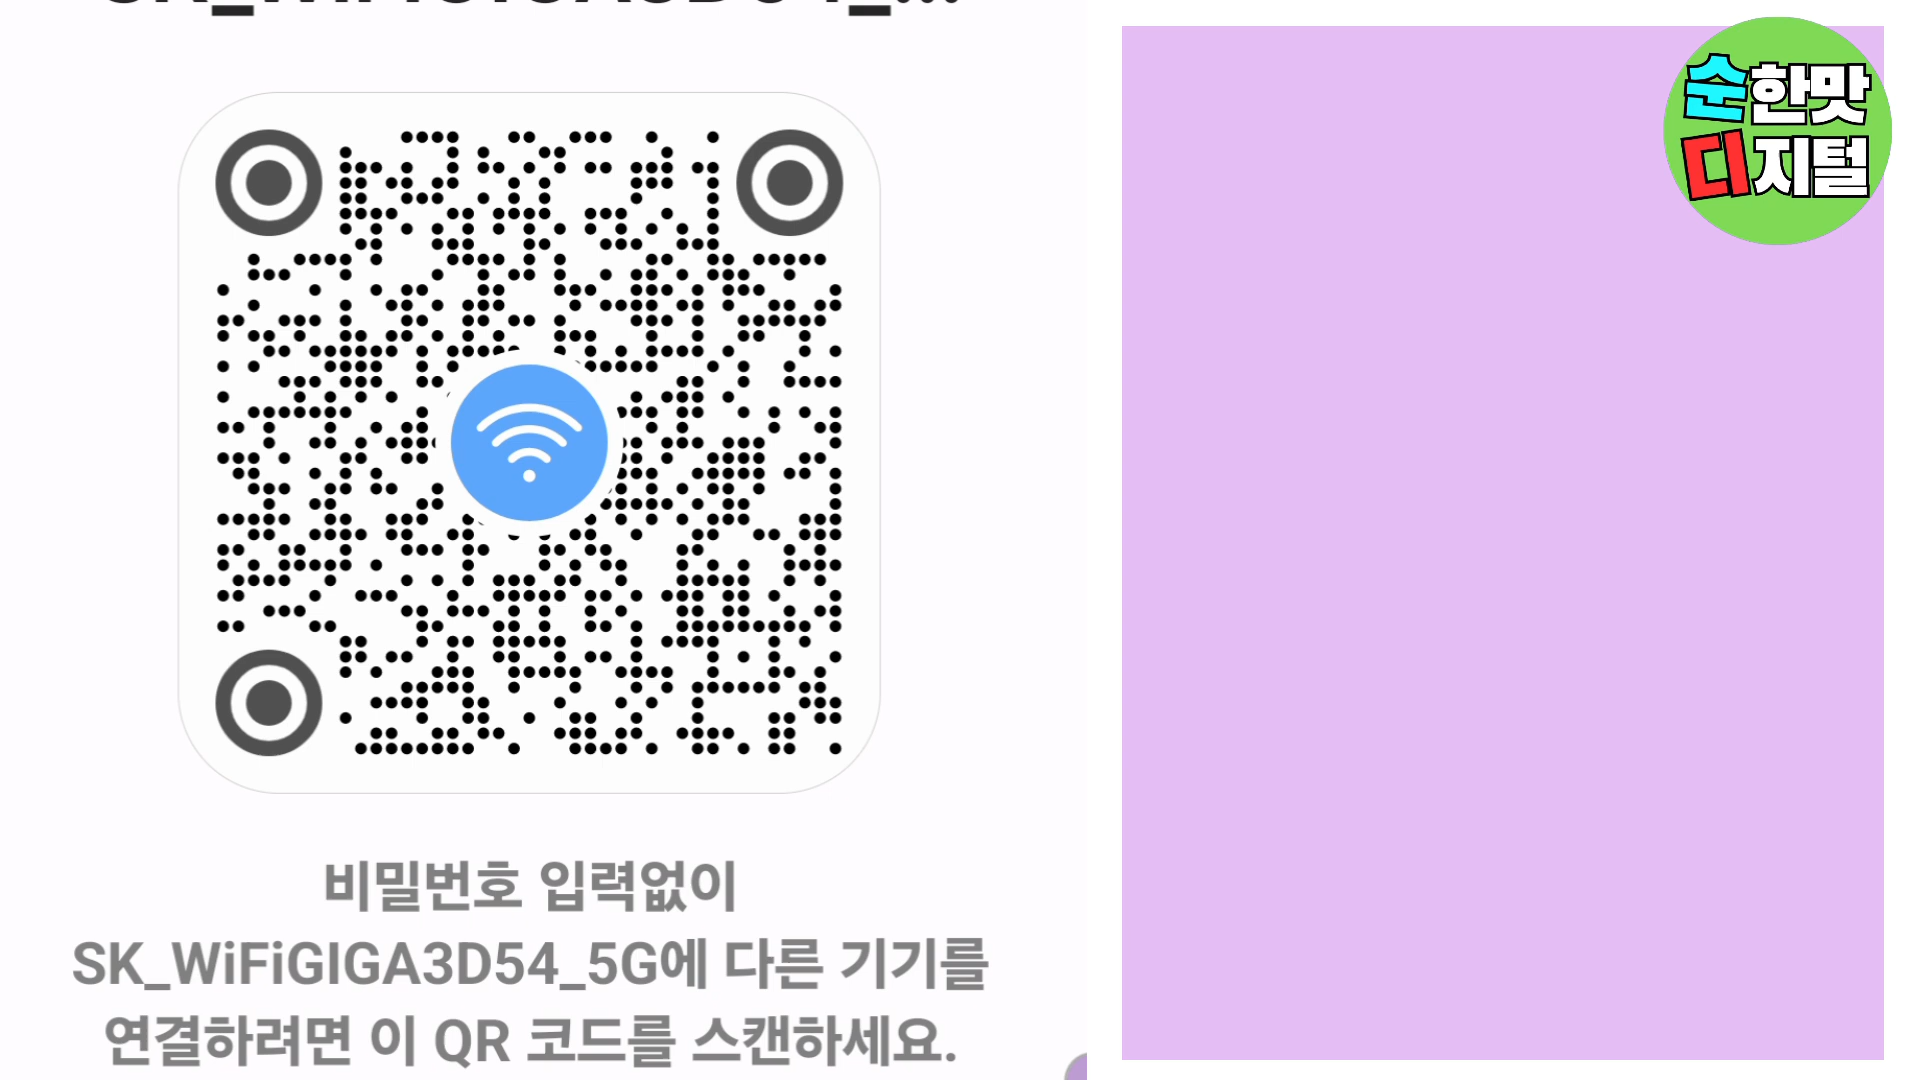 순한맛
디지털
비밀번호 입력없이
SK_WiFiGIGA3D54_5G에 다른 기기를
연결하려면 이 QR 코드를 스캔하세요.